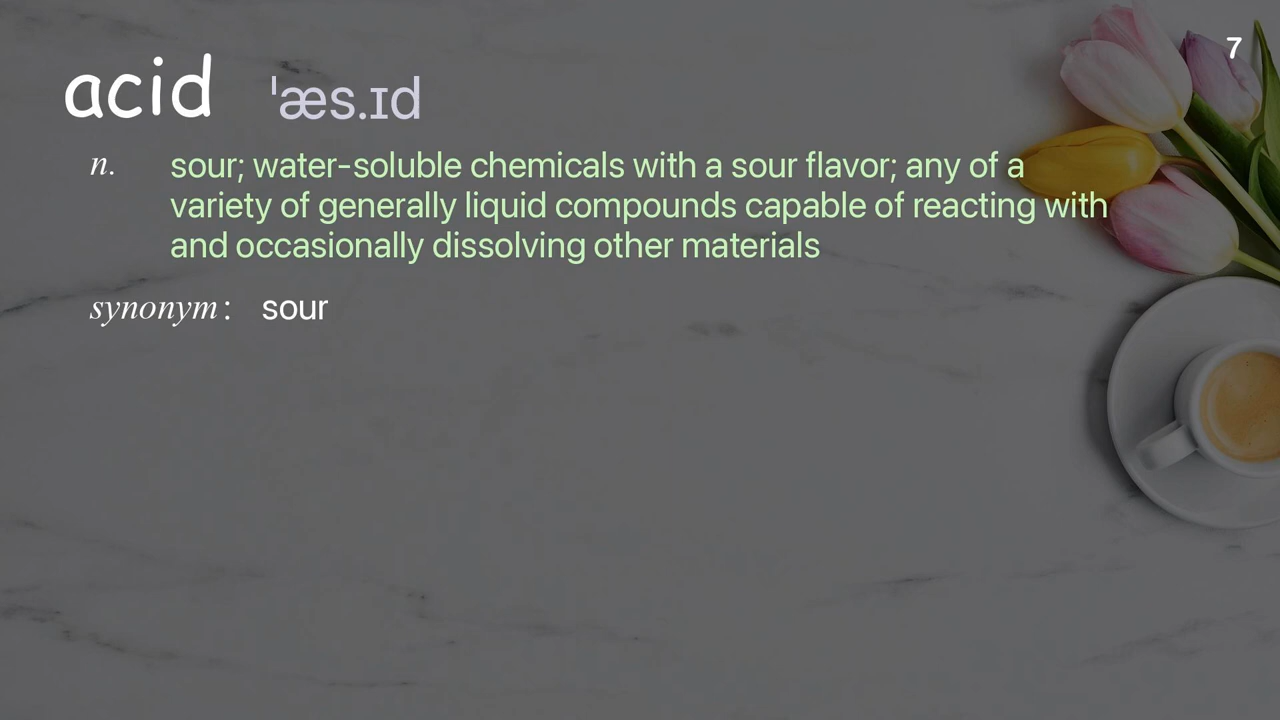 7
acid ˈæs.ɪd
n. sour; water-soluble chemicals with a sour flavor; any of a
variety of generally liquid compounds capable of reacting with
and occasionally dissolving other materials
synonym: sour